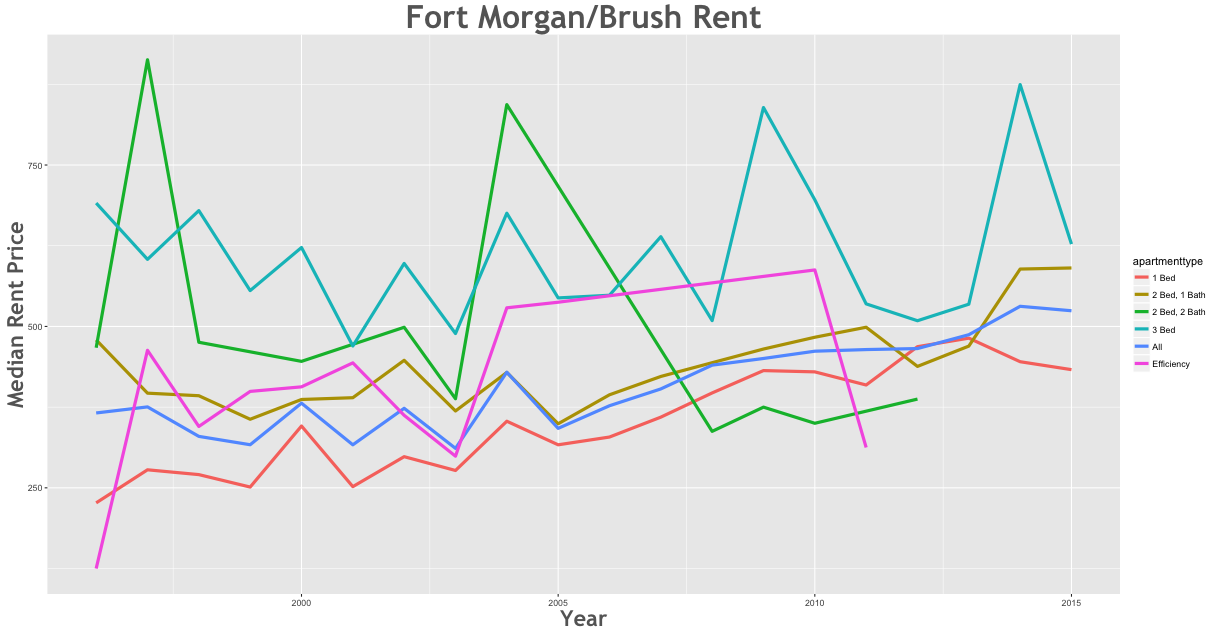 Fort Morgan/Brush Rent
Median Rent Price
750
500
250
2000
2005
2010
2015
Year
apartmenttype
1 Bed
2 Bed, 1 Bath
2 Bed, 2 Bath
3 Bed
All
Efficiency